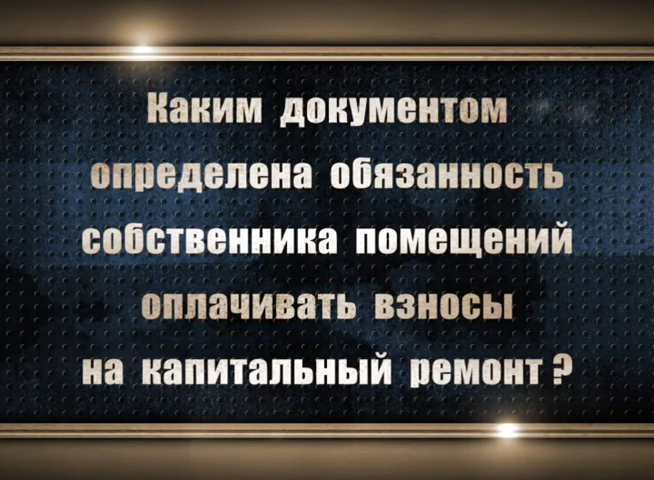 Каким документом
определена обязанность
собственника помещений
оплачивать взносы
на капитальный ремонт ?